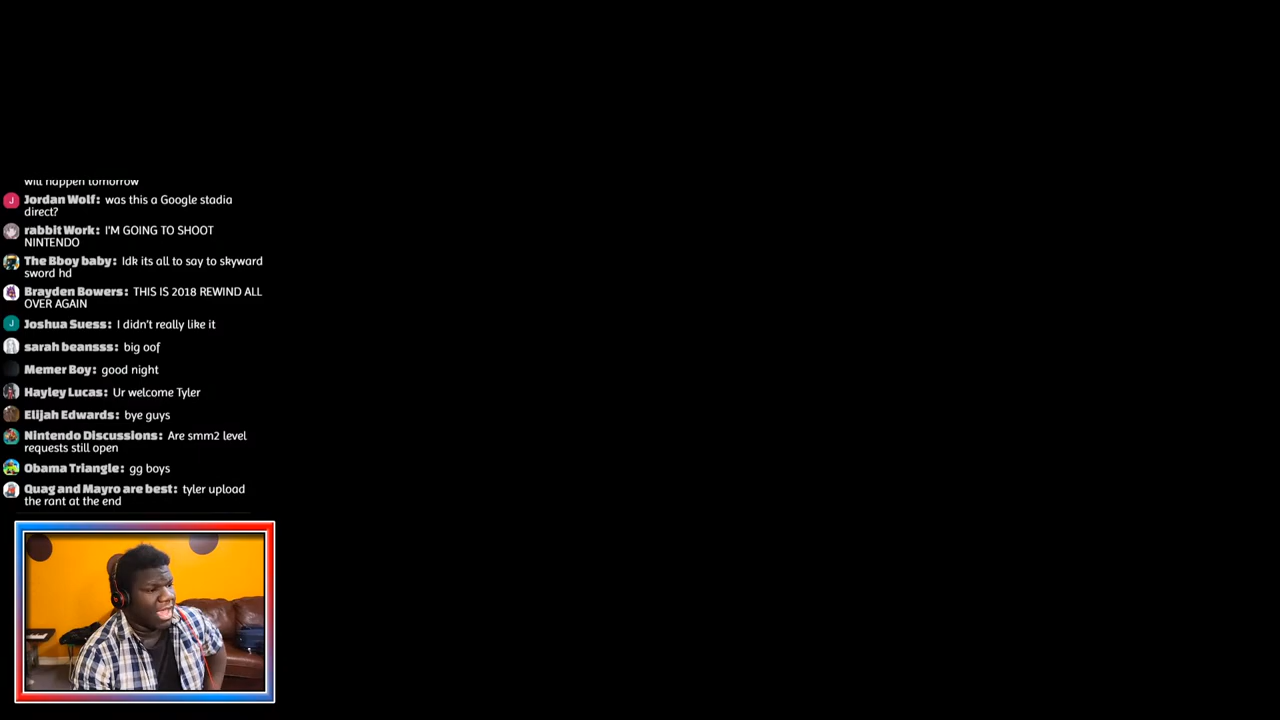 will happen tomorrow
Jordan Wolf: was this a Google stadia
direct?
rabbit Work: I'M GOING TO SHOOT
NINTENDO
The Bboy baby: Idk its all to say to skyward
sword hd
Brayden Bowers: THIS IS 2018 REWIND ALL
OVER AGAIN
J
Joshua Suess: I didn't really like it
sarah beansss: big oof
Memer Boy: good night
Hayley Lucas: Ur welcome Tyler
Elijah Edwards: bye guys
Nintendo Discussions: Are smm2 level
requests still open
Obama Triangle: gg boys
Quag and Mayro are best: tyler upload
the rant at the end